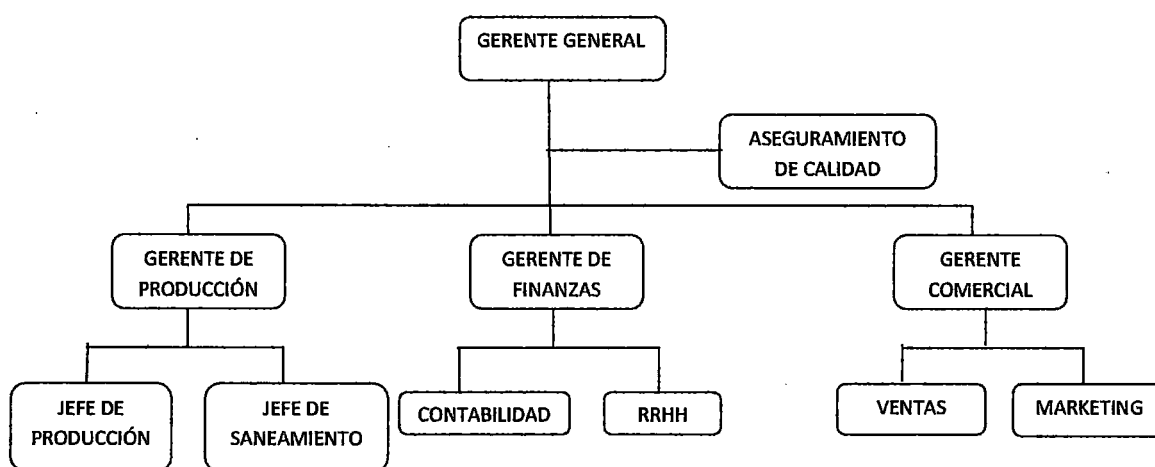 GERENTE GENERAL
ASEGURAMIENTO
DE CALIDAD
GERENTE DE
PRODUCCIÓN
GERENTE DE
FINANZAS
GERENTE
COMERCIAL
JEFE DE
PRODUCCIÓN
JEFE DE
SANEAMIENTO
CONTABILIDAD
RRHH
VENTAS
MARKETING